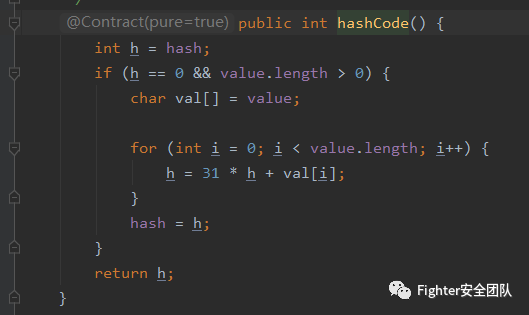 */
@Contract(pure=true) public int hashCode() {
int h = hash;
if (h == 0 && value.length > 0) {
char val[] = value;
for (int i = 0; i < value.length; i++) {
h = 31 * h + val[i];
}
hash = h;
}
return h;
}
Fighter安全团队